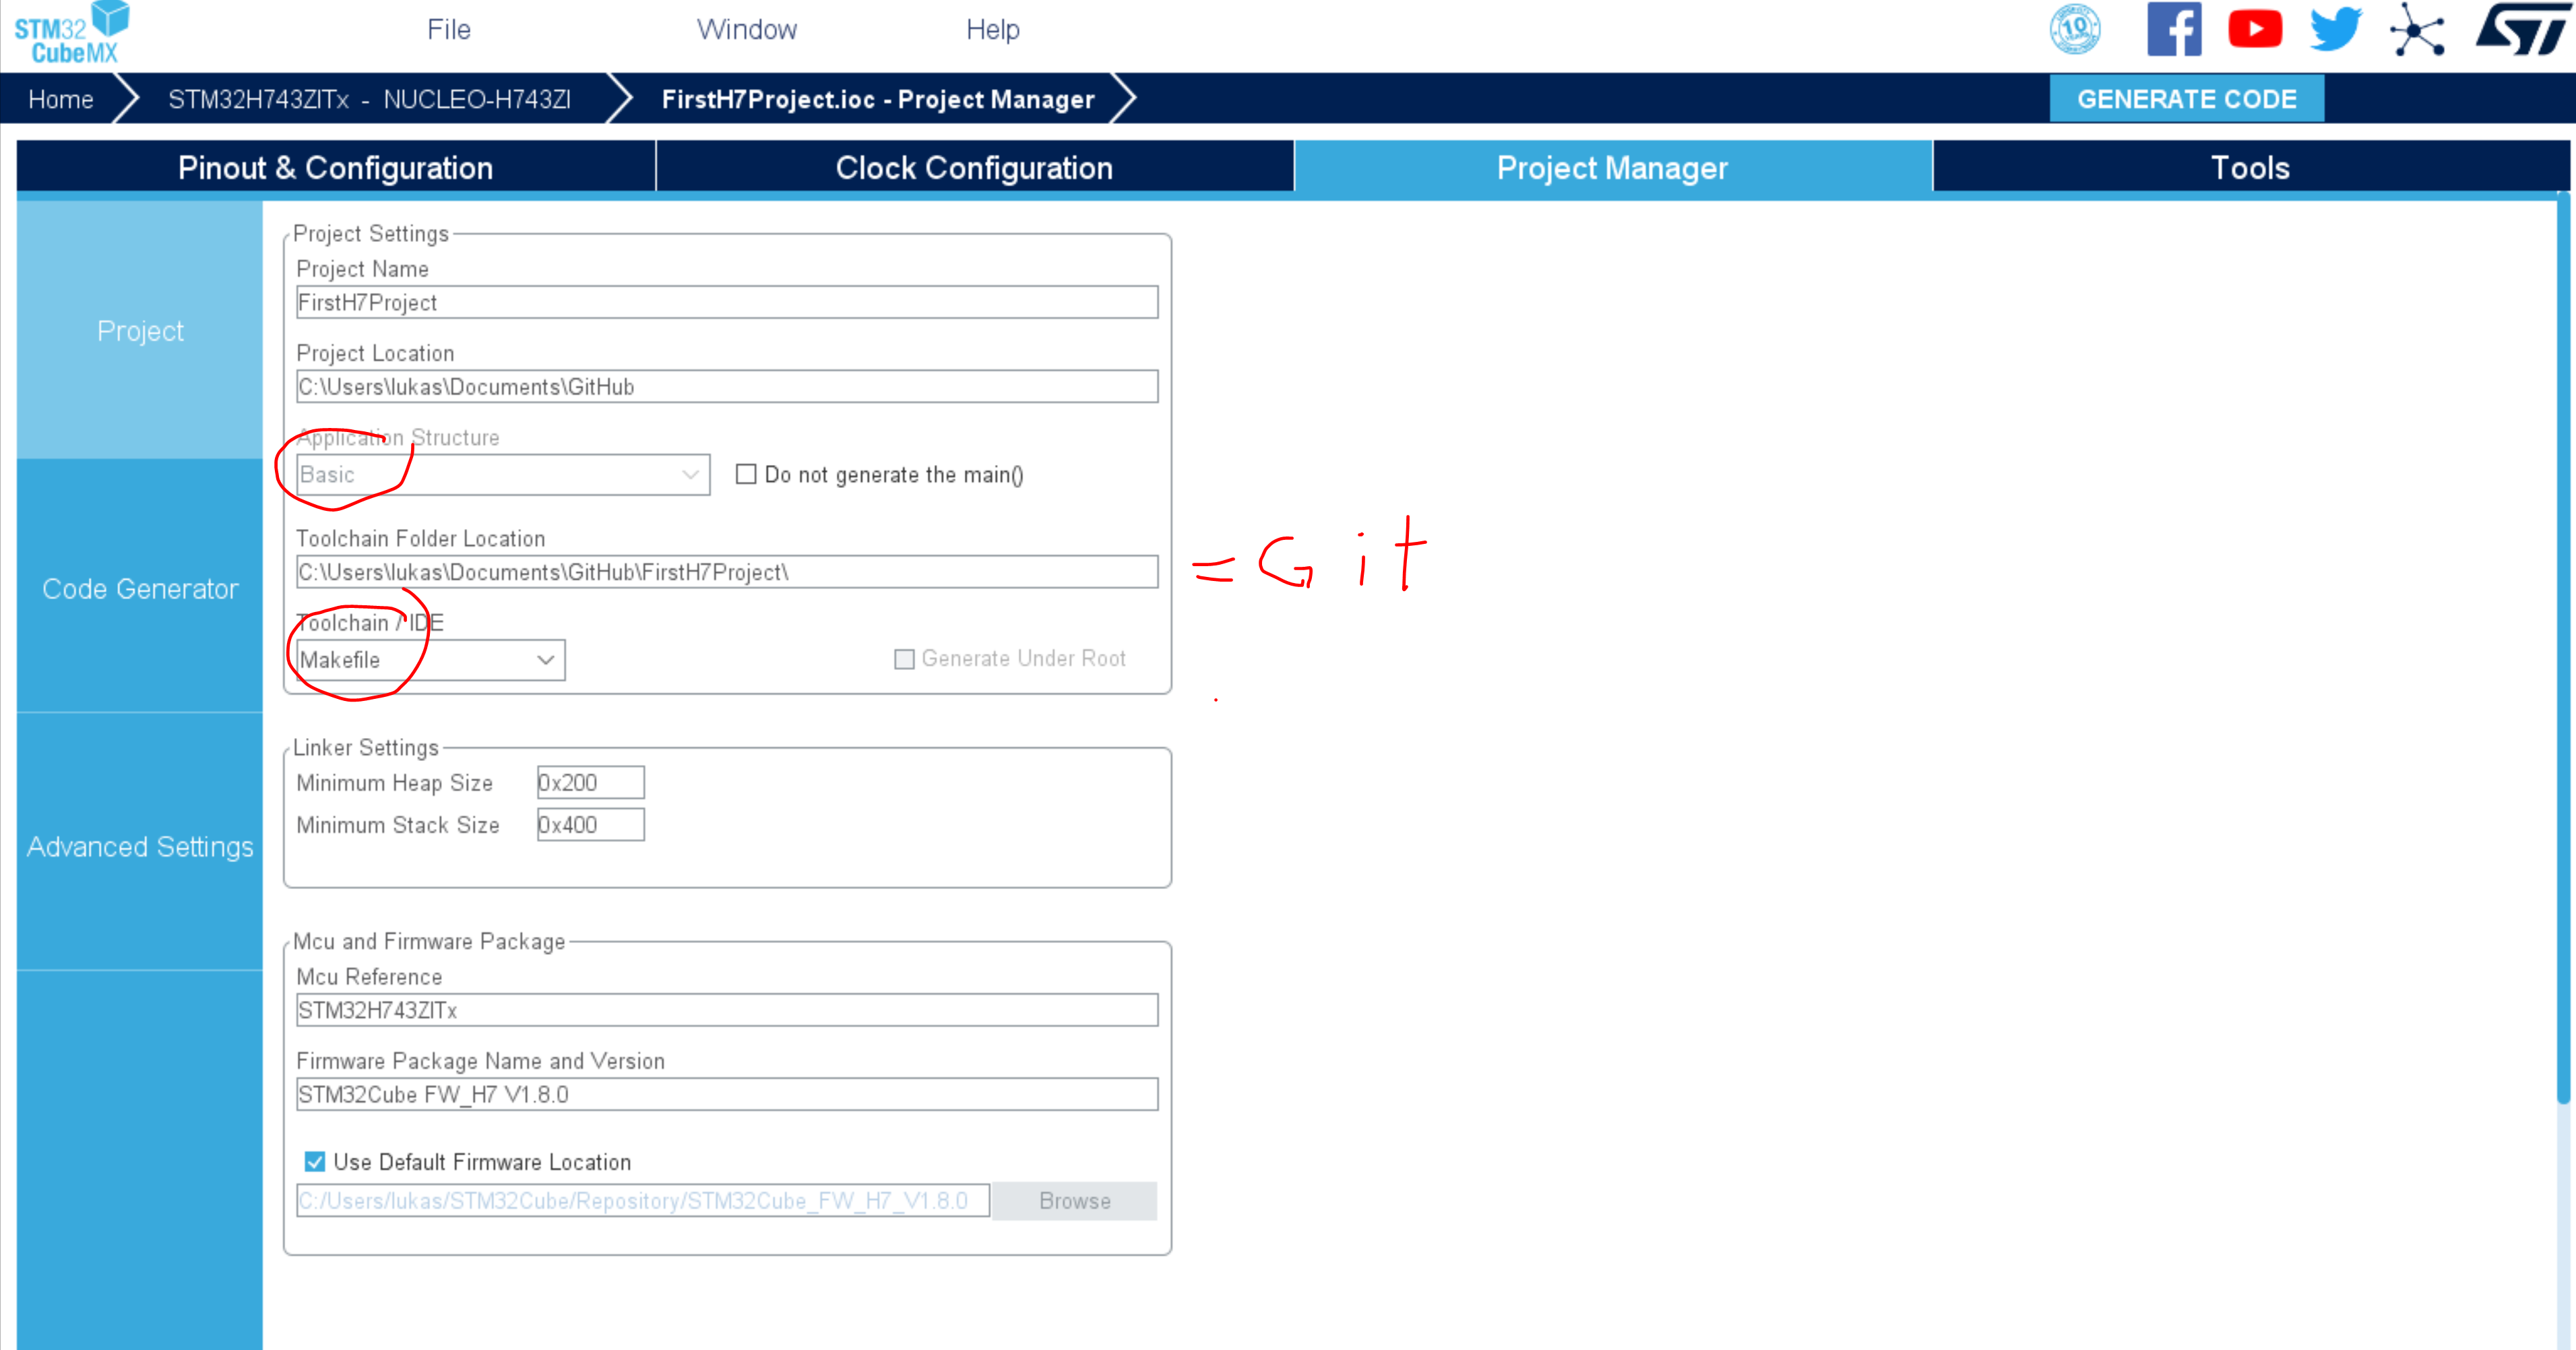 STM32
CubeMX
File Window Help
10
Home STM32H743ZITx - NUCLEO-H743ZI FirstH7Project.ioc - Project Manager GENERATE CODE
Pinout & Configuration Clock Configuration Project Manager Tools
Project
Code Generator
Advanced Settings
Project Settings
Project Name
FirstH7Project
Project Location
C:\Users\lukas\Documents\GitHub
Application Structure
Basic Do not generate the main()
Toolchain Folder Location
C:\Users\lukas\Documents\GitHub\FirstH7Project\
= Git
Toolchain / IDE
Makefile Generate Under Root
Linker Settings
Minimum Heap Size 0x200
Minimum Stack Size 0x400
Mcu and Firmware Package
Mcu Reference
STM32H743ZITx
Firmware Package Name and Version
STM32Cube FW_H7 V1.8.0
Use Default Firmware Location
C:/Users/lukas/STM32Cube/Repository/STM32Cube_FW_H7_V1.8.0 Browse